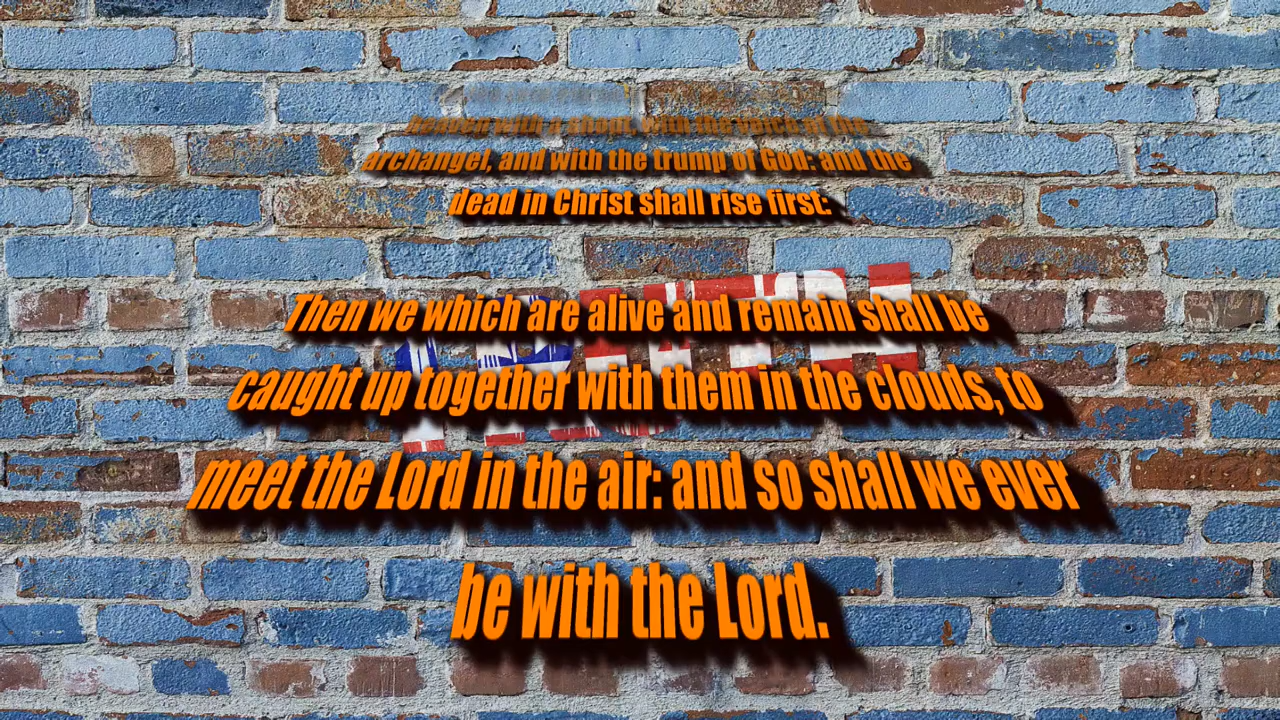 heaven with a shout, with the voice of the
archangel, and with the trump of God: and the
dead in Christ shall rise first:
Then we which are alive and remain shall be
caught up together with them in the clouds, to
meet the Lord in the air: and so shall we ever
be with the Lord.